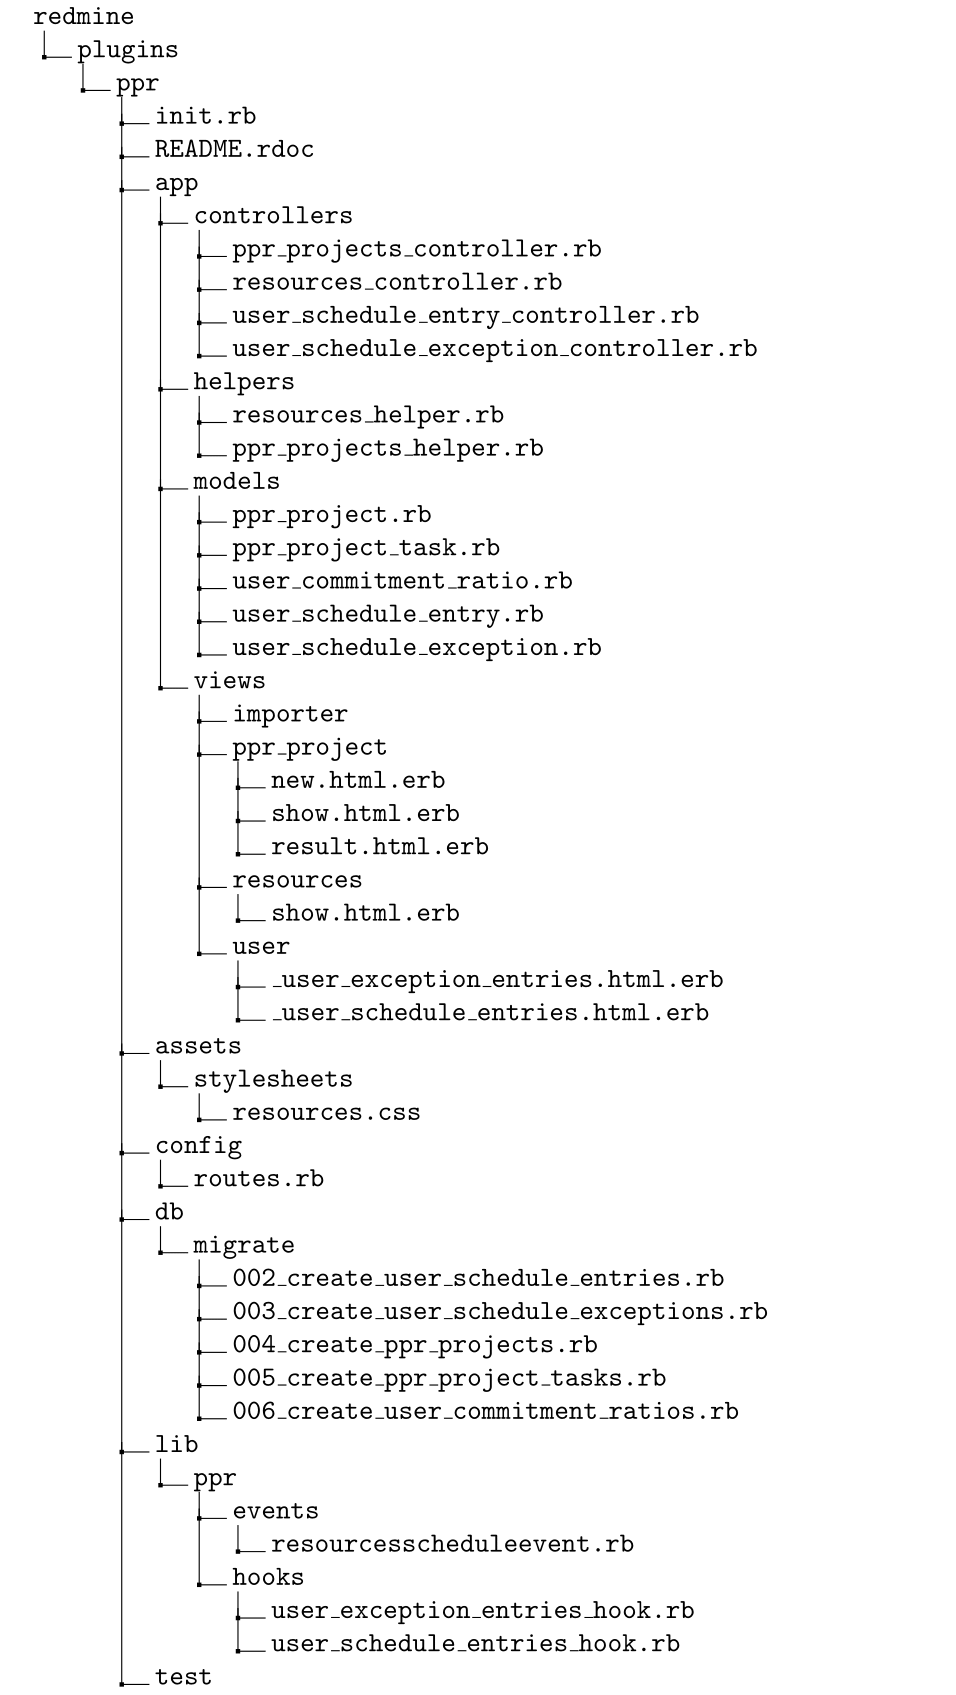 redmine
plugins
ppr
init.rb
README.rdoc
app
controllers
ppr_projects_controller.rb
resources_controller.rb
user_schedule_entry_controller.rb
user_schedule_exception_controller.rb
helpers
resources_helper.rb
ppr_projects_helper.rb
models
ppr_project.rb
ppr_project_task.rb
user_commitment_ratio.rb
user_schedule_entry.rb
user_schedule_exception.rb
views
importer
ppr_project
new.html.erb
show.html.erb
result.html.erb
resources
show.html.erb
user
_user_exception_entries.html.erb
_user_schedule_entries.html.erb
assets
stylesheets
resources.css
config
routes.rb
db
migrate
002_create_user_schedule_entries.rb
003_create_user_schedule_exceptions.rb
004_create_ppr_projects.rb
005_create_ppr_project_tasks.rb
006_create_user_commitment_ratios.rb
lib
ppr
events
resourcesscheduleevent.rb
hooks
user_exception_entries_hook.rb
user_schedule_entries_hook.rb
test